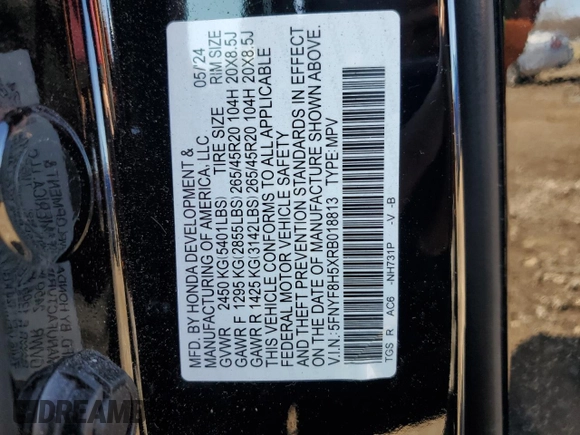 MFD. BY HONDA DEVELOPMENT & 05/24
MANUFACTURING OF AMERICA, LLC
GVWR 2450 KG(5401LBS) TIRE SIZE RIM SIZE
GAWR F 1295 KG(2855LBS) 265/45R20 104H 20X8.5J
GAWR R 1425 KG(3142LBS) 265/45R20 104H 20X8.5J
THIS VEHICLE CONFORMS TO ALL APPLICABLE
FEDERAL MOTOR VEHICLE SAFETY
AND THEFT PREVENTION STANDARDS IN EFFECT
ON THE DATE OF MANUFACTURE SHOWN ABOVE.
V.I.N.: 5FNYF8H5XRB018813 TYPE: MPV
TGS R AC6 -NH731P -V -B
IDREAME